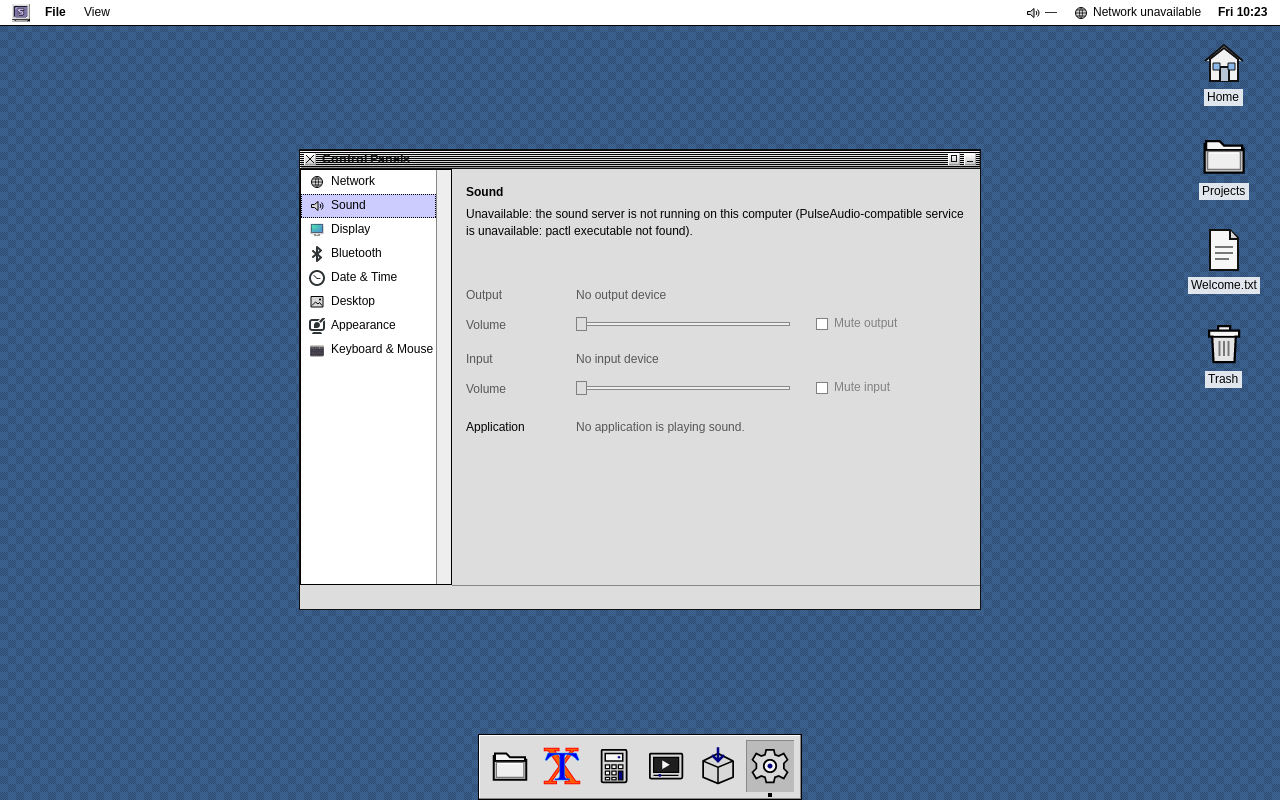 File View — Network unavailable Fri 10:23
Home
Projects
Welcome.txt
Trash
Control Panels
Network
Sound
Display
Bluetooth
Date & Time
Desktop
Appearance
Keyboard & Mouse
Sound
Unavailable: the sound server is not running on this computer (PulseAudio-compatible service
is unavailable: pactl executable not found).
Output No output device
Volume Mute output
Input No input device
Volume Mute input
Application No application is playing sound.